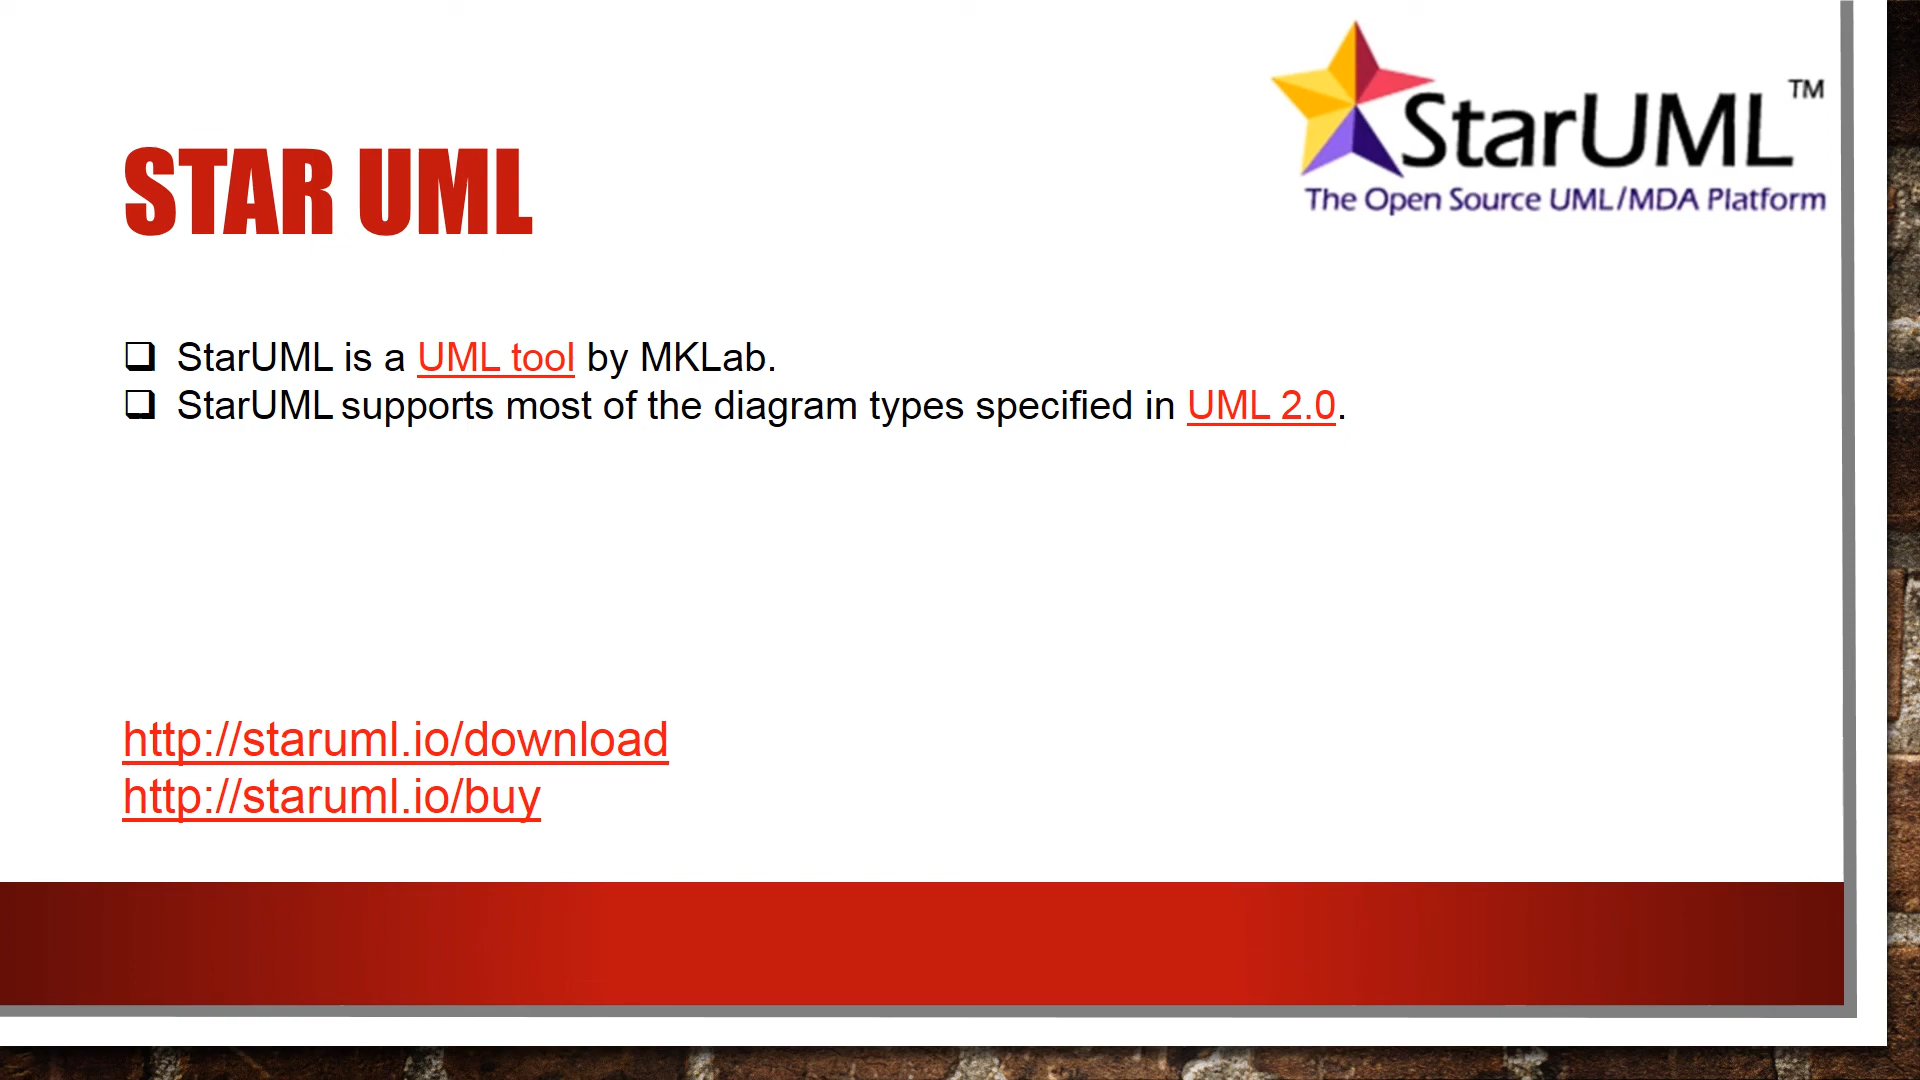 StarUML™
The Open Source UML/MDA Platform
STAR UML
StarUML is a UML tool by MKLab.
StarUML supports most of the diagram types specified in UML 2.0.
http://staruml.io/download
http://staruml.io/buy